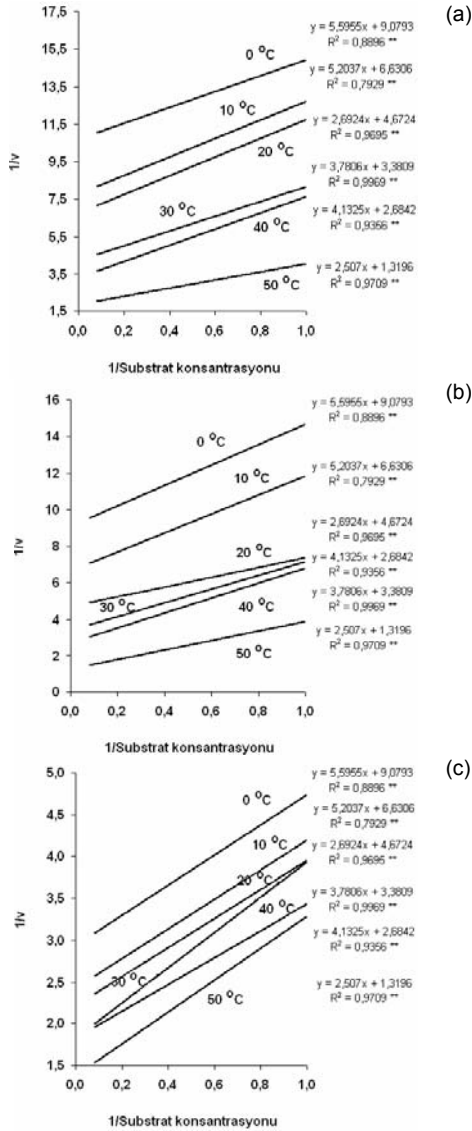 (a)
17,5
15,5
13,5
11,5
9,5
7,5
5,5
3,5
1,5
1/v
0 °C
10 °C
20 °C
30 °C
40 °C
50 °C
y = 5,5955x + 9,0793
R² = 0,8896 **
y = 5,2037x + 6,6306
R² = 0,7929 **
y = 2,6924x + 4,6724
R² = 0,9695 **
y = 3,7806x + 3,3809
R² = 0,9969 **
y = 4,1325x + 2,6842
R² = 0,9356 **
y = 2,507x + 1,3196
R² = 0,9709 **
0,0 0,2 0,4 0,6 0,8 1,0
1/Substrat konsantrasyonu
(b)
16
14
12
10
8
6
4
2
0
1/v
0 °C
10 °C
20 °C
30 °C
40 °C
50 °C
y = 5,5955x + 9,0793
R² = 0,8896 **
y = 5,2037x + 6,6306
R² = 0,7929 **
y = 2,6924x + 4,6724
R² = 0,9695 **
y = 4,1325x + 2,6842
R² = 0,9356 **
y = 3,7806x + 3,3809
R² = 0,9969 **
y = 2,507x + 1,3196
R² = 0,9709 **
0,0 0,2 0,4 0,6 0,8 1,0
1/Substrat konsantrasyonu
(c)
5,0
4,5
4,0
3,5
3,0
2,5
2,0
1,5
1/v
0 °C
10 °C
20 °C
40 °C
30 °C
50 °C
y = 5,5955x + 9,0793
R² = 0,8896 **
y = 5,2037x + 6,6306
R² = 0,7929 **
y = 2,6924x + 4,6724
R² = 0,9695 **
y = 3,7806x + 3,3809
R² = 0,9969 **
y = 4,1325x + 2,6842
R² = 0,9356 **
y = 2,507x + 1,3196
R² = 0,9709 **
0,0 0,2 0,4 0,6 0,8 1,0
1/Substrat konsantrasyonu